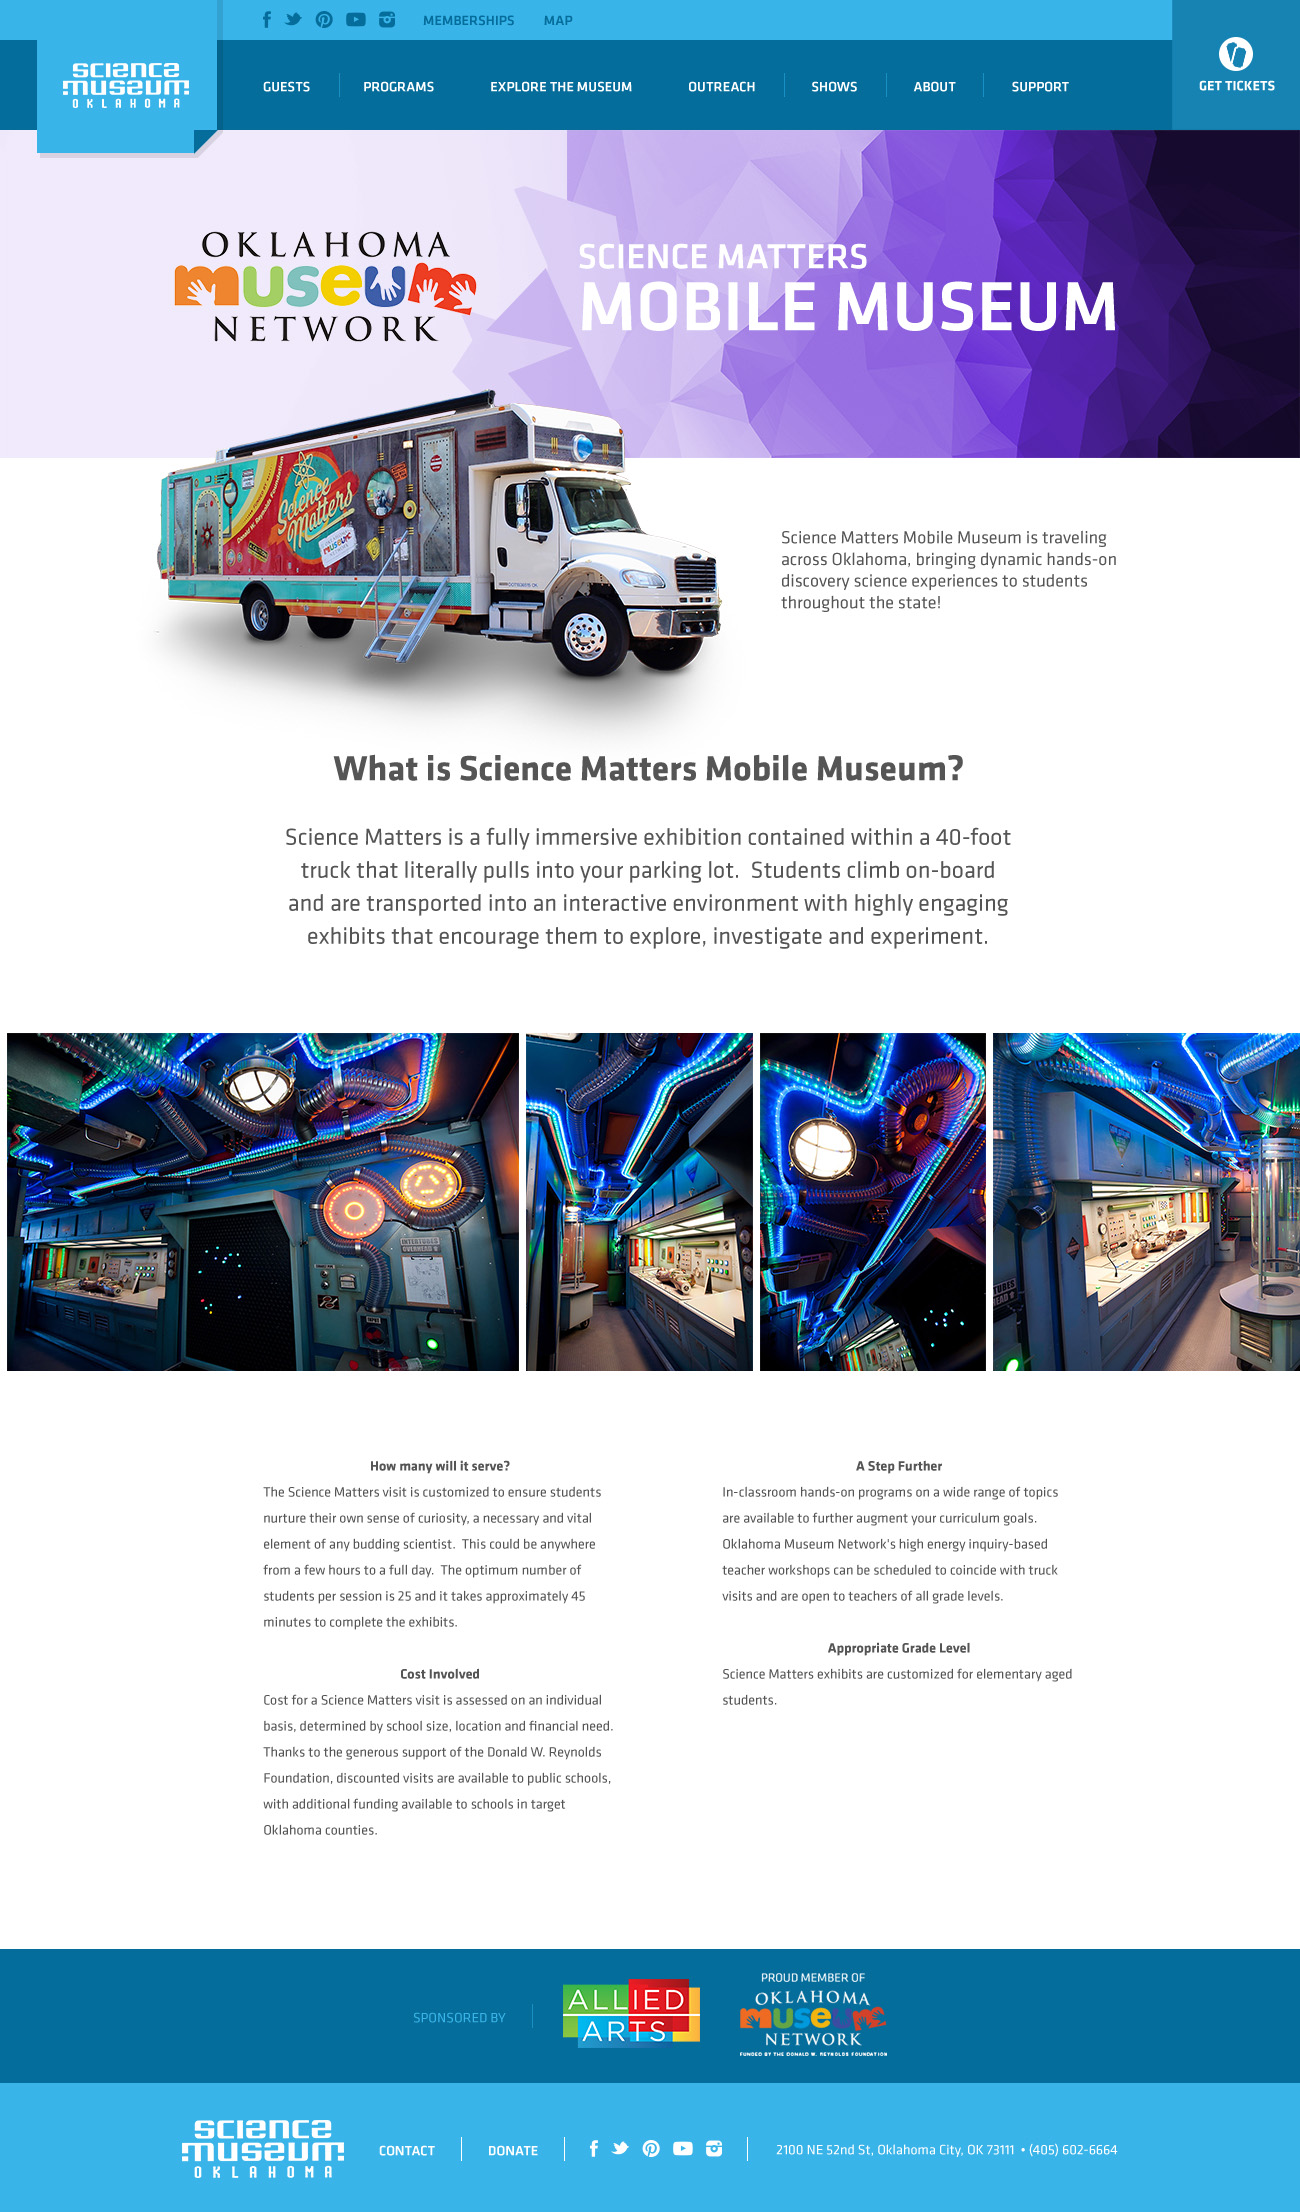 MEMBERSHIPS MAP
science
museum
OKLAHOMA
GUESTS PROGRAMS EXPLORE THE MUSEUM OUTREACH SHOWS ABOUT SUPPORT
GET TICKETS
OKLAHOMA
museum
NETWORK
SCIENCE MATTERS
MOBILE MUSEUM
Science
Matters
Donald W. Reynolds Foundation
Science Matters Mobile Museum is traveling
across Oklahoma, bringing dynamic hands-on
discovery science experiences to students
throughout the state!
What is Science Matters Mobile Museum?
Science Matters is a fully immersive exhibition contained within a 40-foot
truck that literally pulls into your parking lot. Students climb on-board
and are transported into an interactive environment with highly engaging
exhibits that encourage them to explore, investigate and experiment.
INTERTUBES
OVERHEAD
How many will it serve?
The Science Matters visit is customized to ensure students
nurture their own sense of curiosity, a necessary and vital
element of any budding scientist. This could be anywhere
from a few hours to a full day. The optimum number of
students per session is 25 and it takes approximately 45
minutes to complete the exhibits.
Cost Involved
Cost for a Science Matters visit is assessed on an individual
basis, determined by school size, location and financial need.
Thanks to the generous support of the Donald W. Reynolds
Foundation, discounted visits are available to public schools,
with additional funding available to schools in target
Oklahoma counties.
A Step Further
In-classroom hands-on programs on a wide range of topics
are available to further augment your curriculum goals.
Oklahoma Museum Network's high energy inquiry-based
teacher workshops can be scheduled to coincide with truck
visits and are open to teachers of all grade levels.
Appropriate Grade Level
Science Matters exhibits are customized for elementary aged
students.
SPONSORED BY
ALLIED
ARTS
PROUD MEMBER OF
OKLAHOMA
museum
NETWORK
FUNDED BY THE DONALD W. REYNOLDS FOUNDATION
science
museum
OKLAHOMA
CONTACT DONATE
2100 NE 52nd St, Oklahoma City, OK 73111 • (405) 602-6664